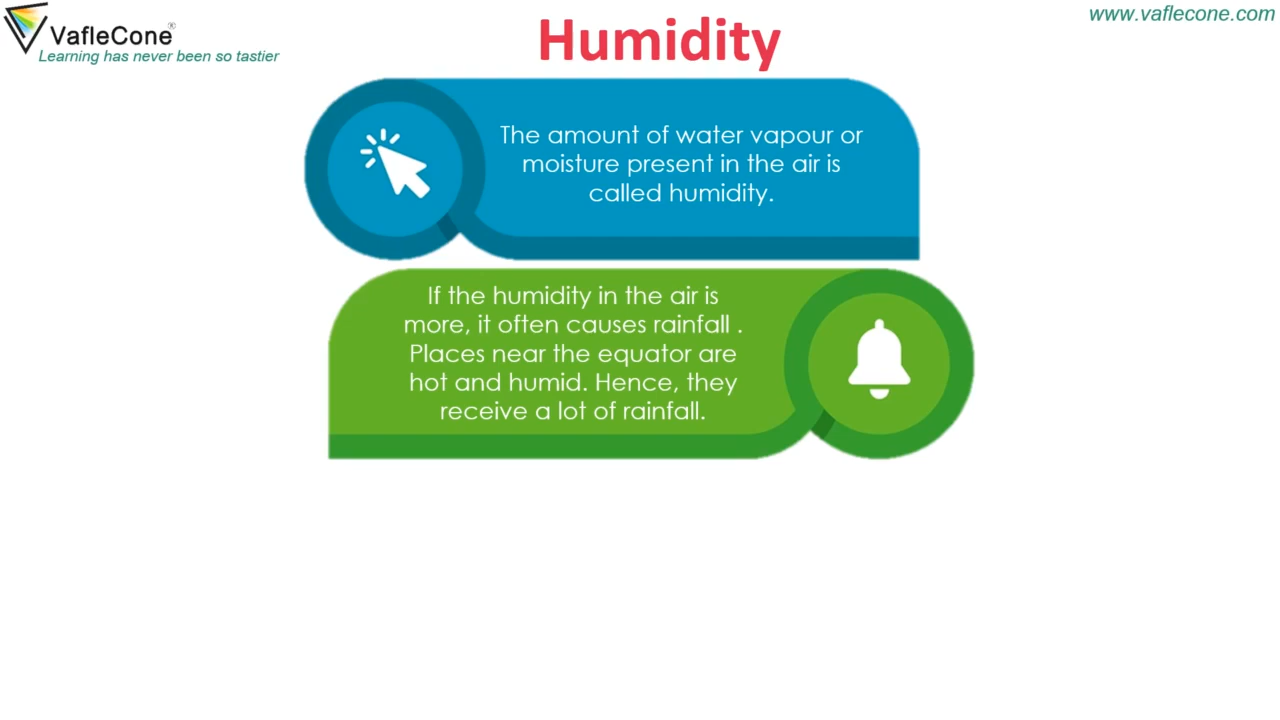 VafleCone®
Learning has never been so tastier
www.vaflecone.com
Humidity
The amount of water vapour or
moisture present in the air is
called humidity.
If the humidity in the air is
more, it often causes rainfall .
Places near the equator are
hot and humid. Hence, they
receive a lot of rainfall.